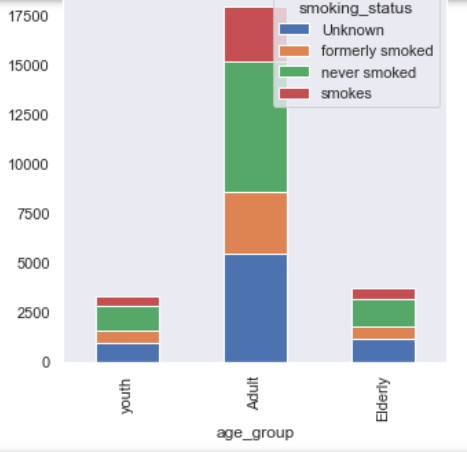 17500
15000
12500
10000
7500
5000
2500
0
smoking_status
Unknown
formerly smoked
never smoked
smokes
youth
Adult
Elderly
age_group